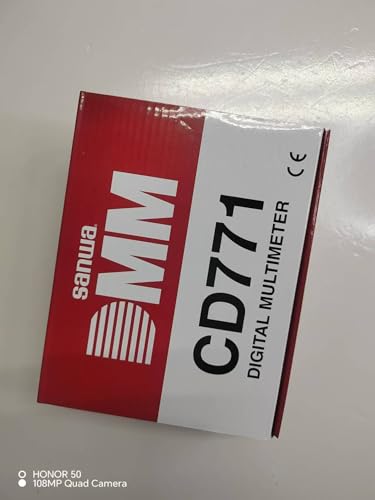 sanwa
DMM
CD771
DIGITAL MULTIMETER
CE
HONOR 50
108MP Quad Camera